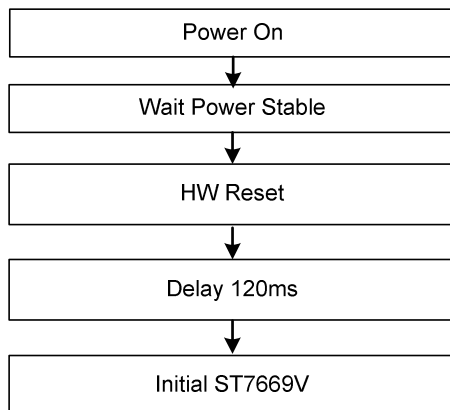 Power On
Wait Power Stable
HW Reset
Delay 120ms
Initial ST7669V